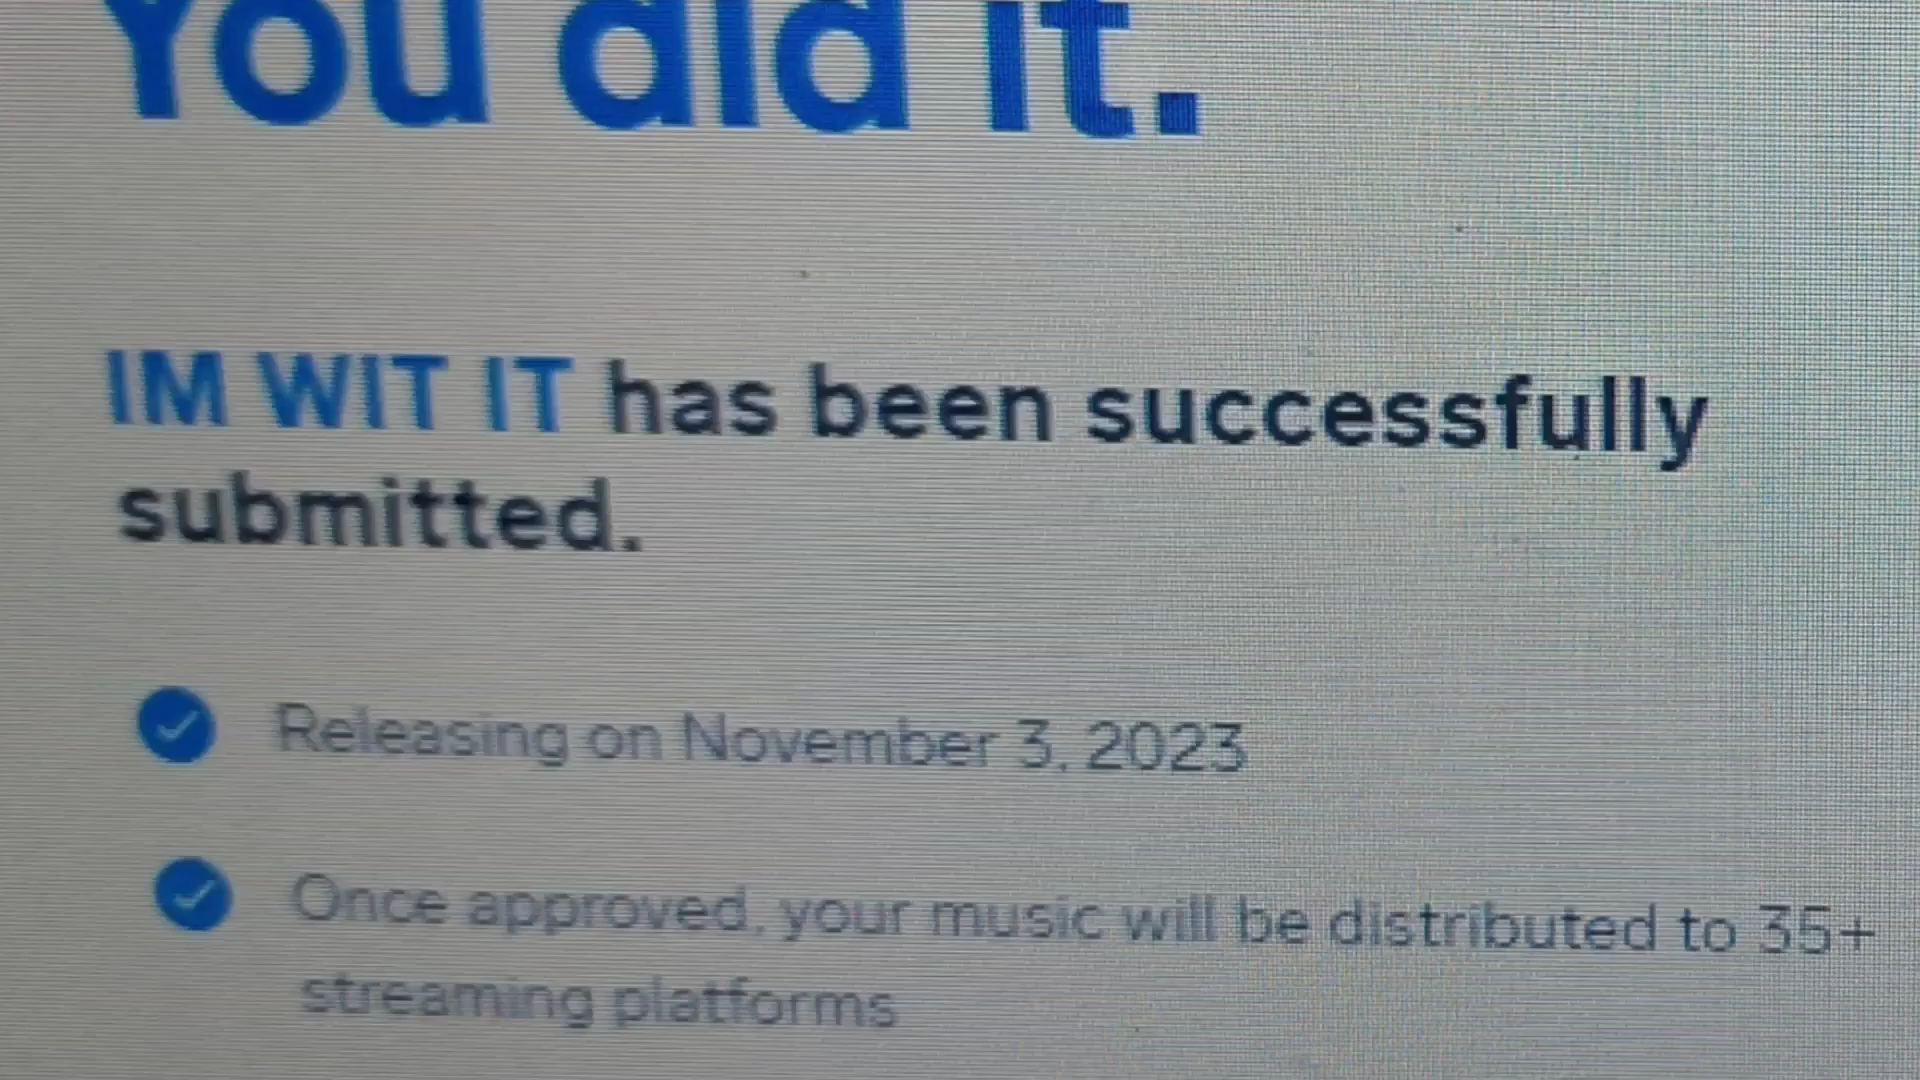 You did it.
IM WIT IT has been successfully
submitted.
Releasing on November 3, 2023
Once approved, your music will be distributed to 35+
streaming platforms